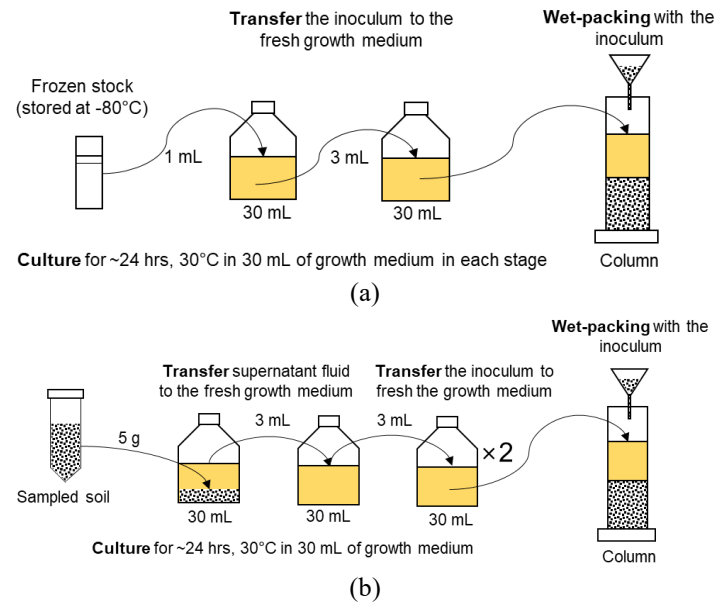 Transfer the inoculum to the
fresh growth medium
Wet-packing with the
inoculum
Frozen stock
(stored at -80°C)
1 mL
3 mL
30 mL
30 mL
Culture for ~24 hrs, 30°C in 30 mL of growth medium in each stage
Column
(a)
Wet-packing with the
inoculum
Transfer supernatant fluid
to the fresh growth medium
Transfer the inoculum to
fresh the growth medium
3 mL
3 mL
5 g
×2
Sampled soil
30 mL
30 mL
30 mL
Culture for ~24 hrs, 30°C in 30 mL of growth medium
Column
(b)